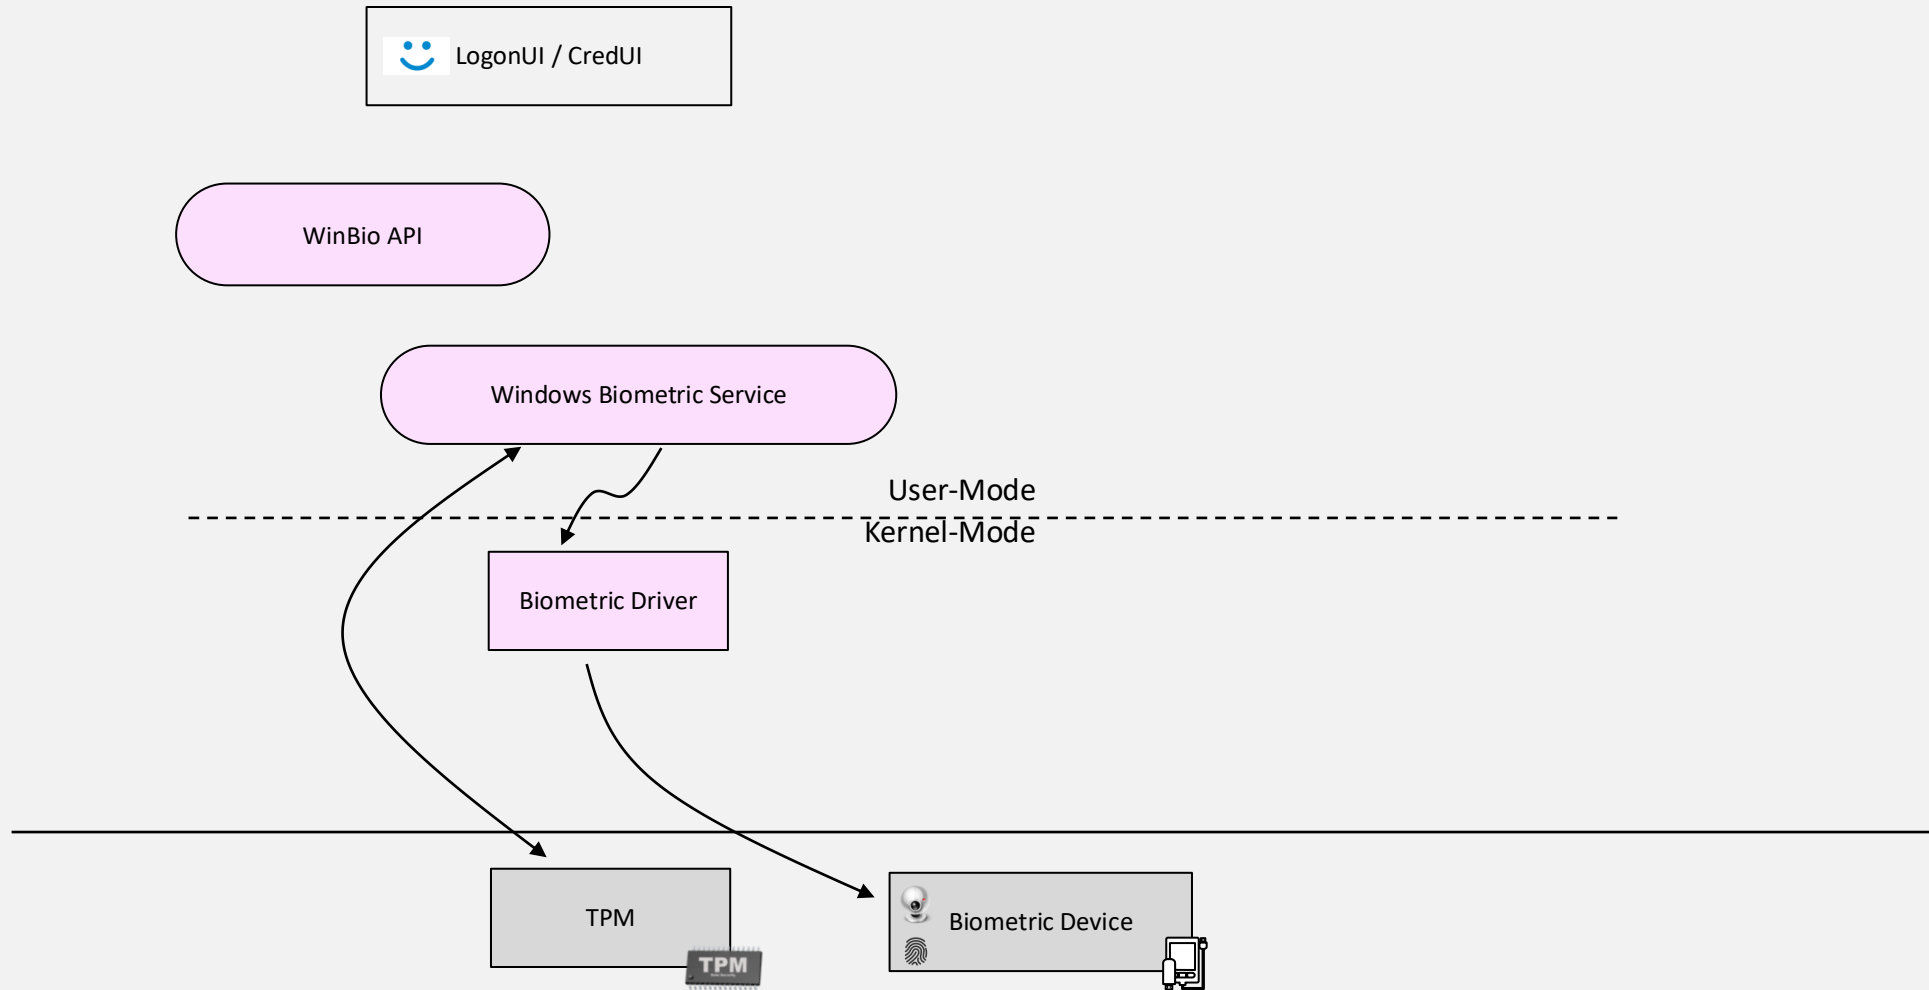 LogonUI / CredUI
WinBio API
Windows Biometric Service
User-Mode
Kernel-Mode
Biometric Driver
TPM
TPM
Biometric Device